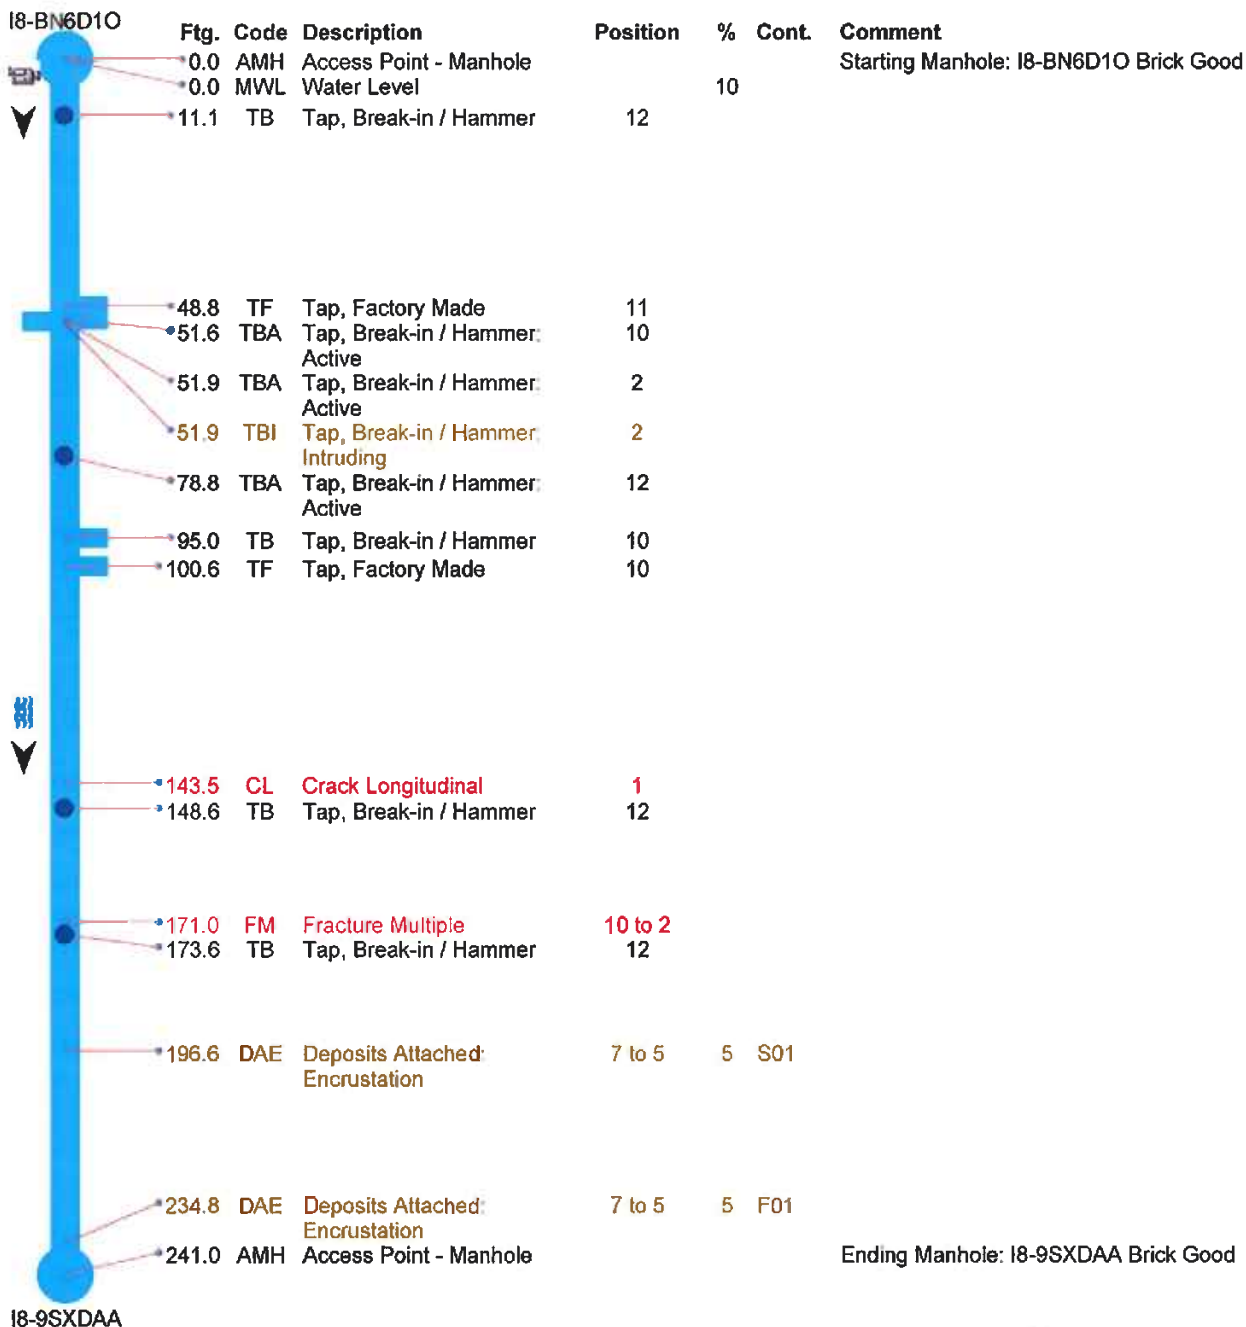 I8-BN6D1O
Ftg. Code Description Position % Cont. Comment
0.0 AMH Access Point - Manhole Starting Manhole: I8-BN6D1O Brick Good
0.0 MWL Water Level 10
11.1 TB Tap, Break-in / Hammer 12
48.8 TF Tap, Factory Made 11
51.6 TBA Tap, Break-in / Hammer: 10
Active
51.9 TBA Tap, Break-in / Hammer: 2
Active
51.9 TBI Tap, Break-in / Hammer: 2
Intruding
78.8 TBA Tap, Break-in / Hammer: 12
Active
95.0 TB Tap, Break-in / Hammer 10
100.6 TF Tap, Factory Made 10
143.5 CL Crack Longitudinal 1
148.6 TB Tap, Break-in / Hammer 12
171.0 FM Fracture Multiple 10 to 2
173.6 TB Tap, Break-in / Hammer 12
196.6 DAE Deposits Attached: 7 to 5 5 S01
Encrustation
234.8 DAE Deposits Attached: 7 to 5 5 F01
Encrustation
241.0 AMH Access Point - Manhole Ending Manhole: I8-9SXDAA Brick Good
I8-9SXDAA